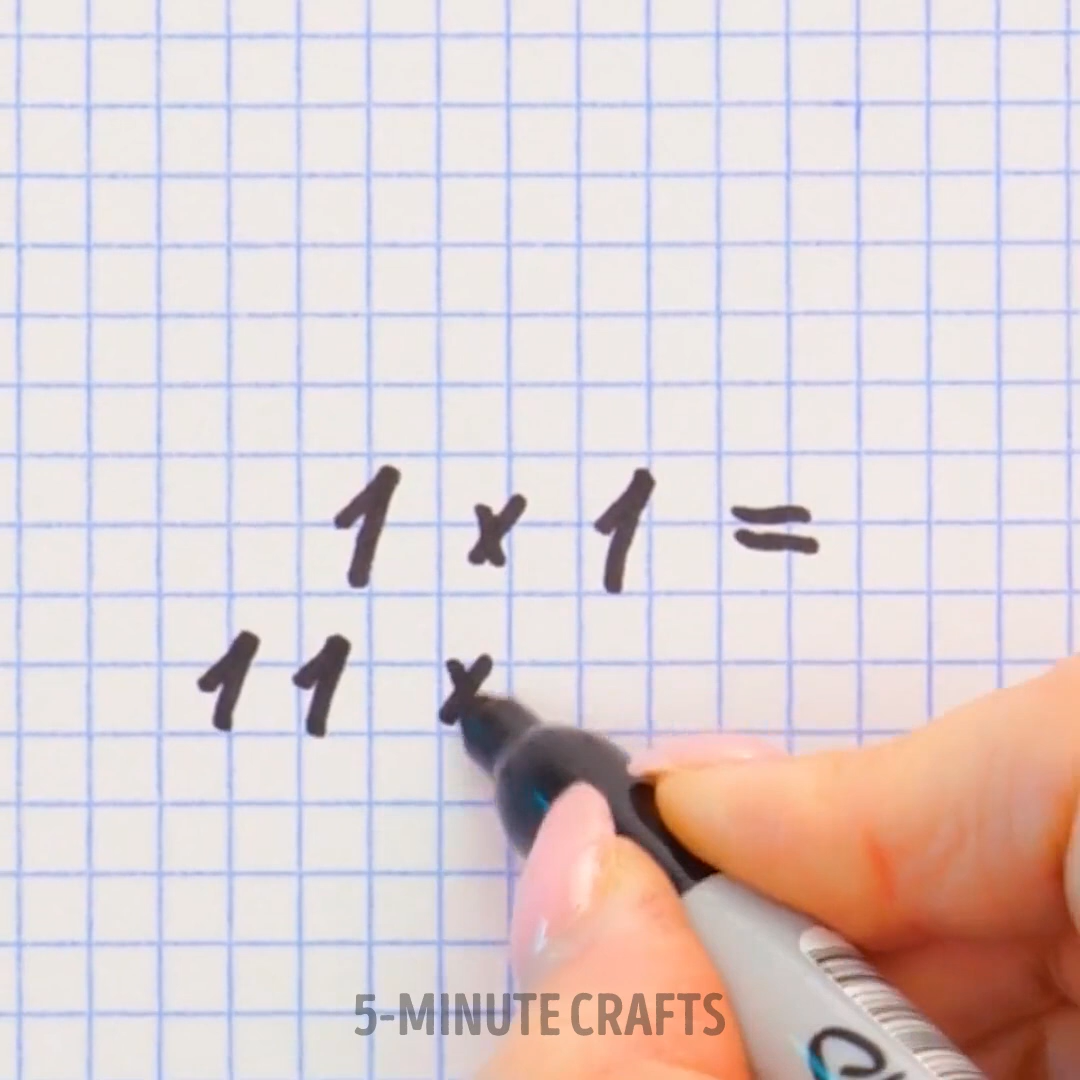 1 x 1 =
11 x
5-MINUTE CRAFTS